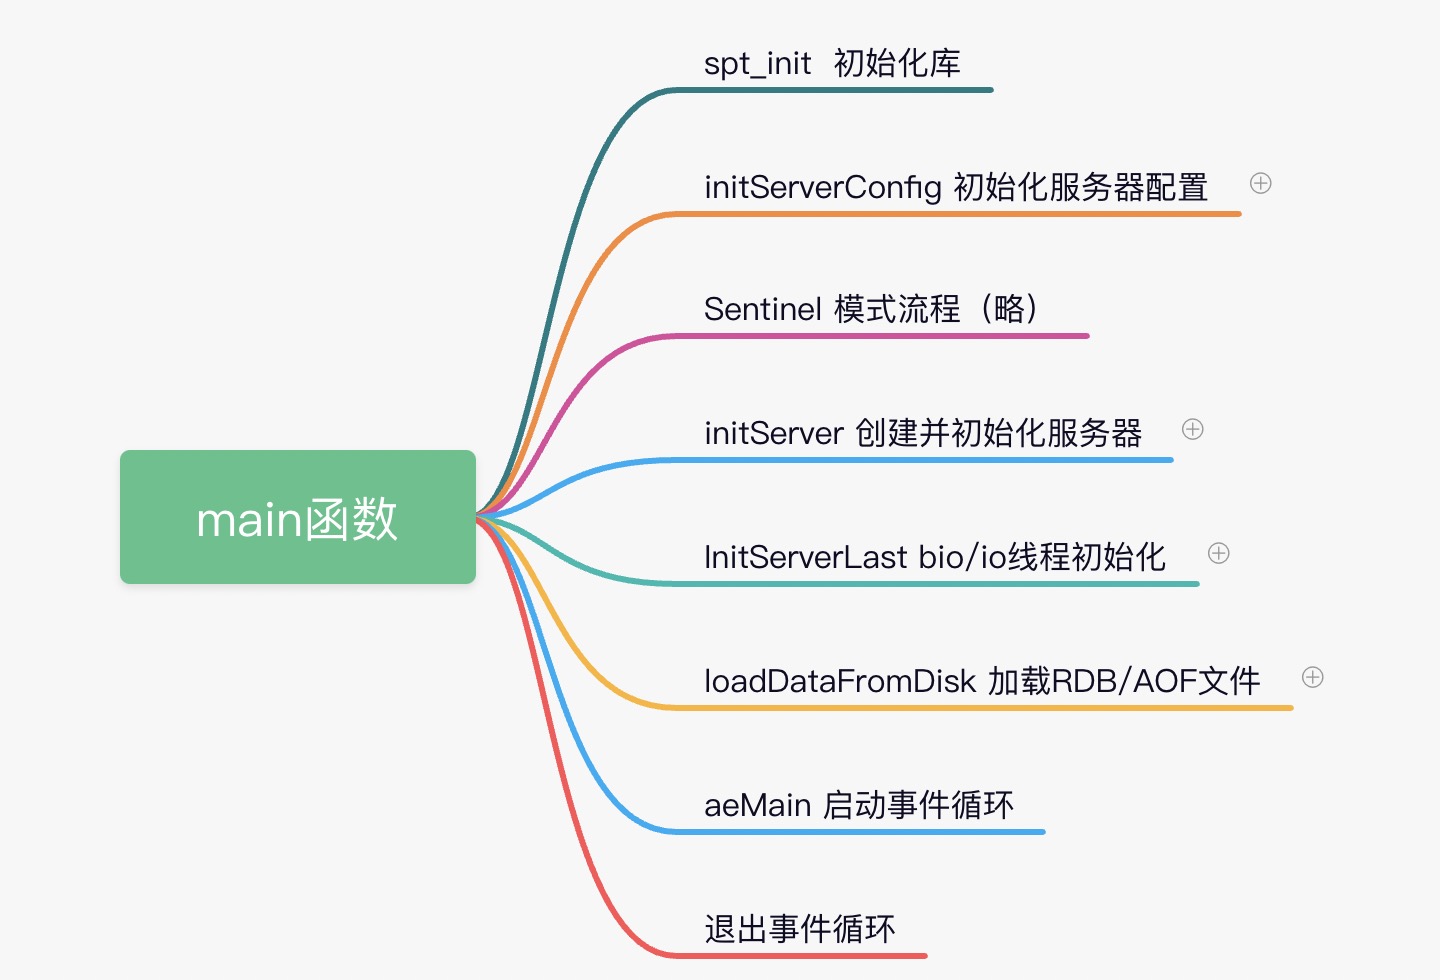 spt_init  初始化库
initServerConfig 初始化服务器配置
Sentinel 模式流程（略）
initServer 创建并初始化服务器
main函数
InitServerLast bio/io线程初始化
loadDataFromDisk 加载RDB/AOF文件
aeMain 启动事件循环
退出事件循环